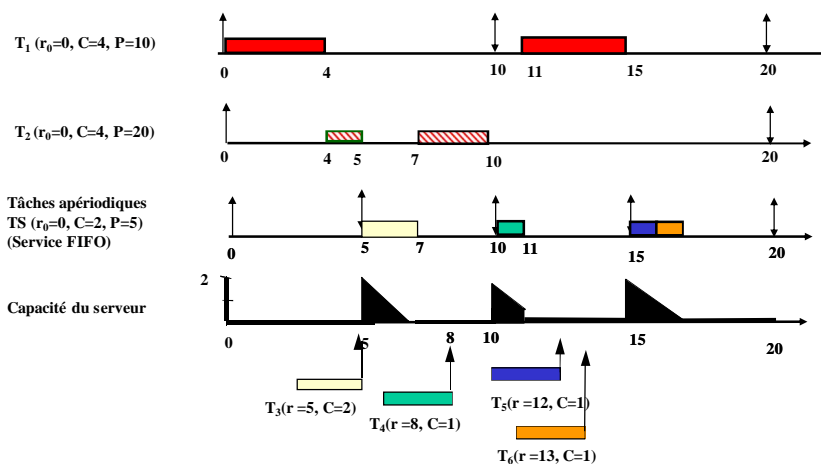 T1 (r0=0, C=4, P=10)
0 4 10 11 15 20
T2 (r0=0, C=4, P=20)
0 4 5 7 10 20
Tâches apériodiques
TS (r0=0, C=2, P=5)
(Service FIFO)
0 5 7 10 11 15 20
2
Capacité du serveur
0 5 8 10 15 20
T3(r =5, C=2)
T4(r =8, C=1)
T5(r =12, C=1)
T6(r =13, C=1)